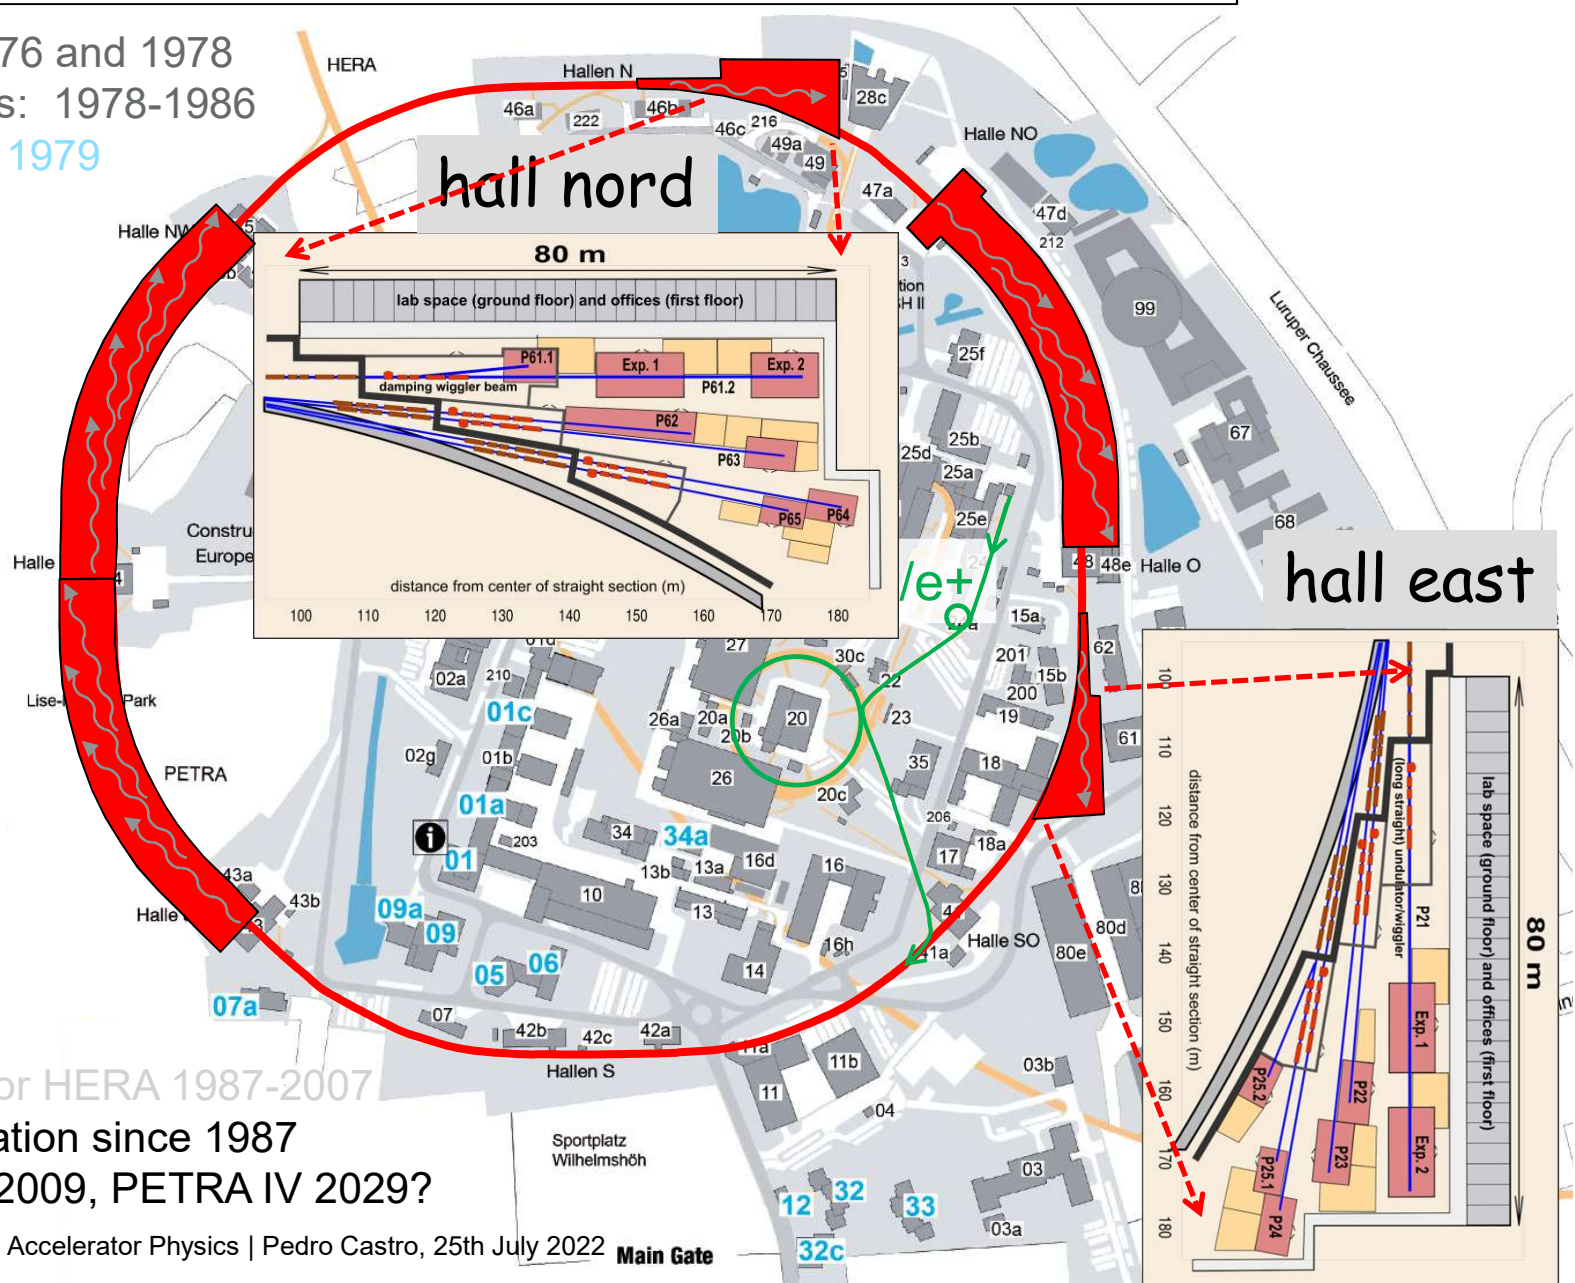 76 and 1978
s: 1978-1986
1979
HERA
Hallen N
46a
222
46b
46c
216
49a
49
5
28c
47a
Halle NO
47d
212
99
Luruper Chaussee
67
68
Halle NW
5
b
hall nord
80 m
lab space (ground floor) and offices (first floor)
P61.1
damping wiggler beam
Exp. 1
P61.2
Exp. 2
P62
P63
P65
P64
distance from center of straight section (m)
100 110 120 130 140 150 160 170 180
3
tion
SH II
25f
25b
25d
25a
25e
24
/e+
48
48e
Halle O
hall east
Constru
Europe
Halle
4
Lise-
Park
PETRA
02a
210
01d
01c
02g
01b
01a
01
203
27
30c
22
23
26a
20a
20b
20
26
20c
34
34a
13b
13a
16d
16
10
13
14
16h
35
206
17
18a
18
19
200
201
15a
15b
62
61
43a
43b
Halle
09a
09
05
06
07a
07
42b
42c
42a
Hallen S
41a
Halle SO
80e
80d
11a
11
11b
04
03b
03
03a
Sportplatz
Wilhelmshöh
12
32
33
32c
Main Gate
100
110
120
130
140
150
160
170
180
distance from center of straight section (m)
(long straight) undulator/wiggler
P21
Exp. 1
Exp. 2
P22
P23
P24
P25.1
P25.2
lab space (ground floor) and offices (first floor)
80 m
or HERA 1987-2007
ation since 1987
2009, PETRA IV 2029?
Accelerator Physics | Pedro Castro, 25th July 2022